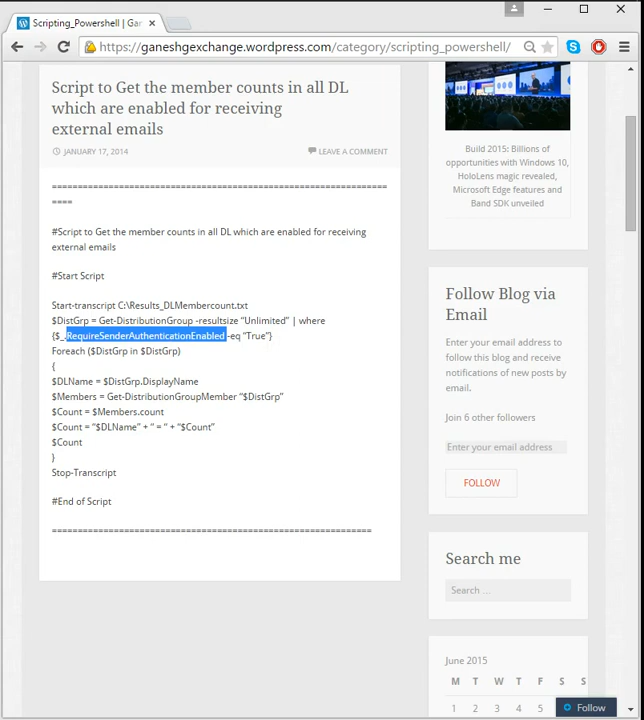 Scripting_Powershell | Gan
https://ganeshgexchange.wordpress.com/category/scripting_powershell/
Script to Get the member counts in all DL
which are enabled for receiving
external emails
JANUARY 17, 2014
LEAVE A COMMENT
==================================================================
====
#Script to Get the member counts in all DL which are enabled for receiving
external emails
#Start Script
Start-transcript C:\Results_DLMembercount.txt
$DistGrp = Get-DistributionGroup -resultsize “Unlimited” | where
{$_.RequireSenderAuthenticationEnabled -eq “True”}
Foreach ($DistGrp in $DistGrp)
{
$DLName = $DistGrp.DisplayName
$Members = Get-DistributionGroupMember “$DistGrp”
$Count = $Members.count
$Count = “$DLName” + “ = “ + “$Count”
$Count
}
Stop-Transcript
#End of Script
===============================================================
Build 2015: Billions of
opportunities with Windows 10,
HoloLens magic revealed,
Microsoft Edge features and
Band SDK unveiled
Follow Blog via
Email
Enter your email address to
follow this blog and receive
notifications of new posts by
email.
Join 6 other followers
Enter your email address
FOLLOW
Search me
Search ...
June 2015
M T W T F S S
1 2 3 4 5
Follow